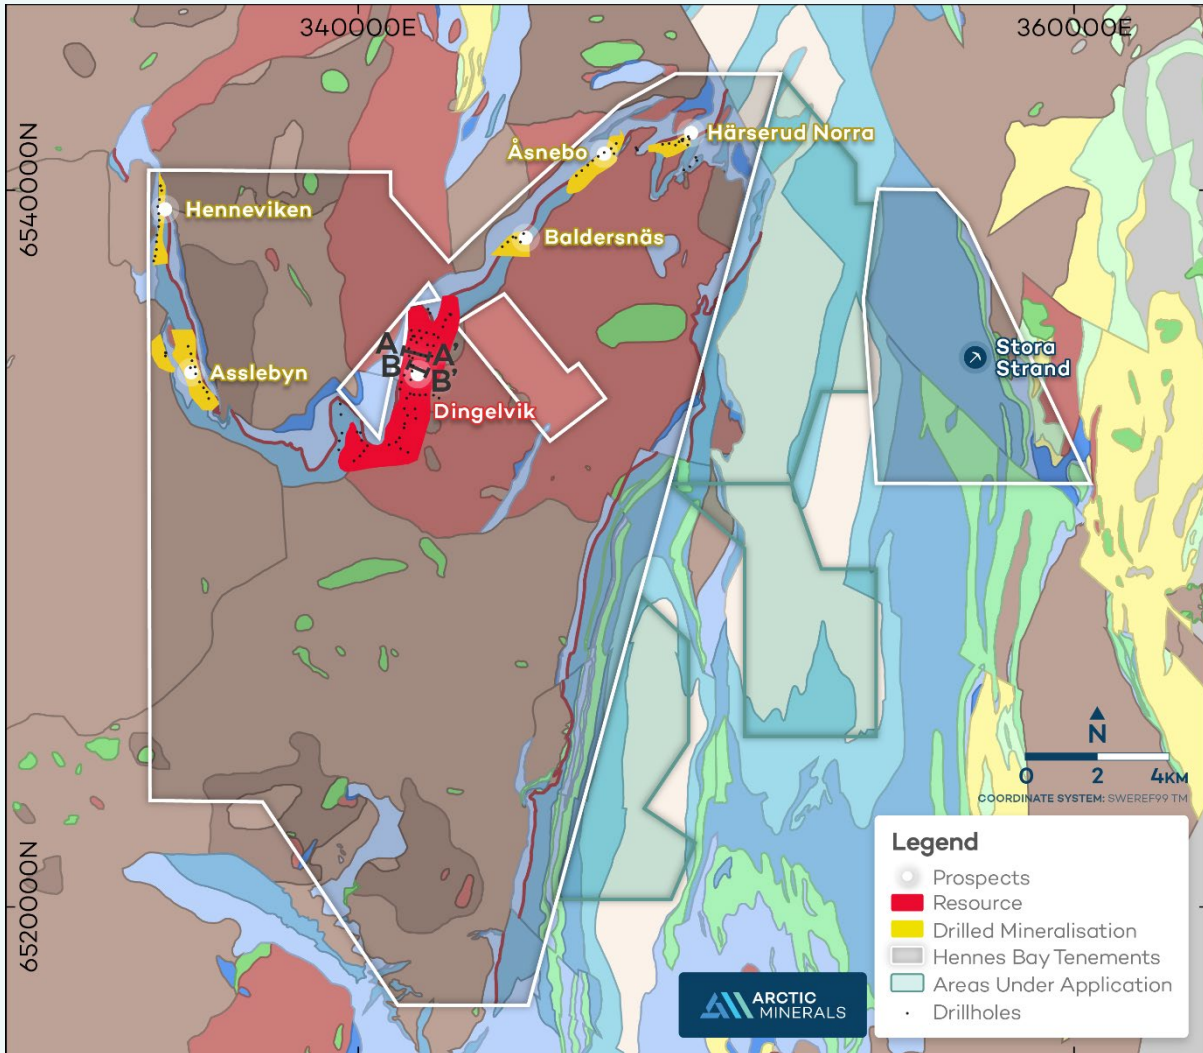 340000E
360000E
6540000N
6520000N
Härserud Norra
Åsnebo
Henneviken
Baldersnäs
A A'
B B'
Asslebyn
Dingelvik
Stora
Strand
N
0 2 4KM
COORDINATE SYSTEM: SWEREF99 TM
Legend
Prospects
Resource
Drilled Mineralisation
Hennes Bay Tenements
Areas Under Application
Drillholes
ARCTIC
MINERALS